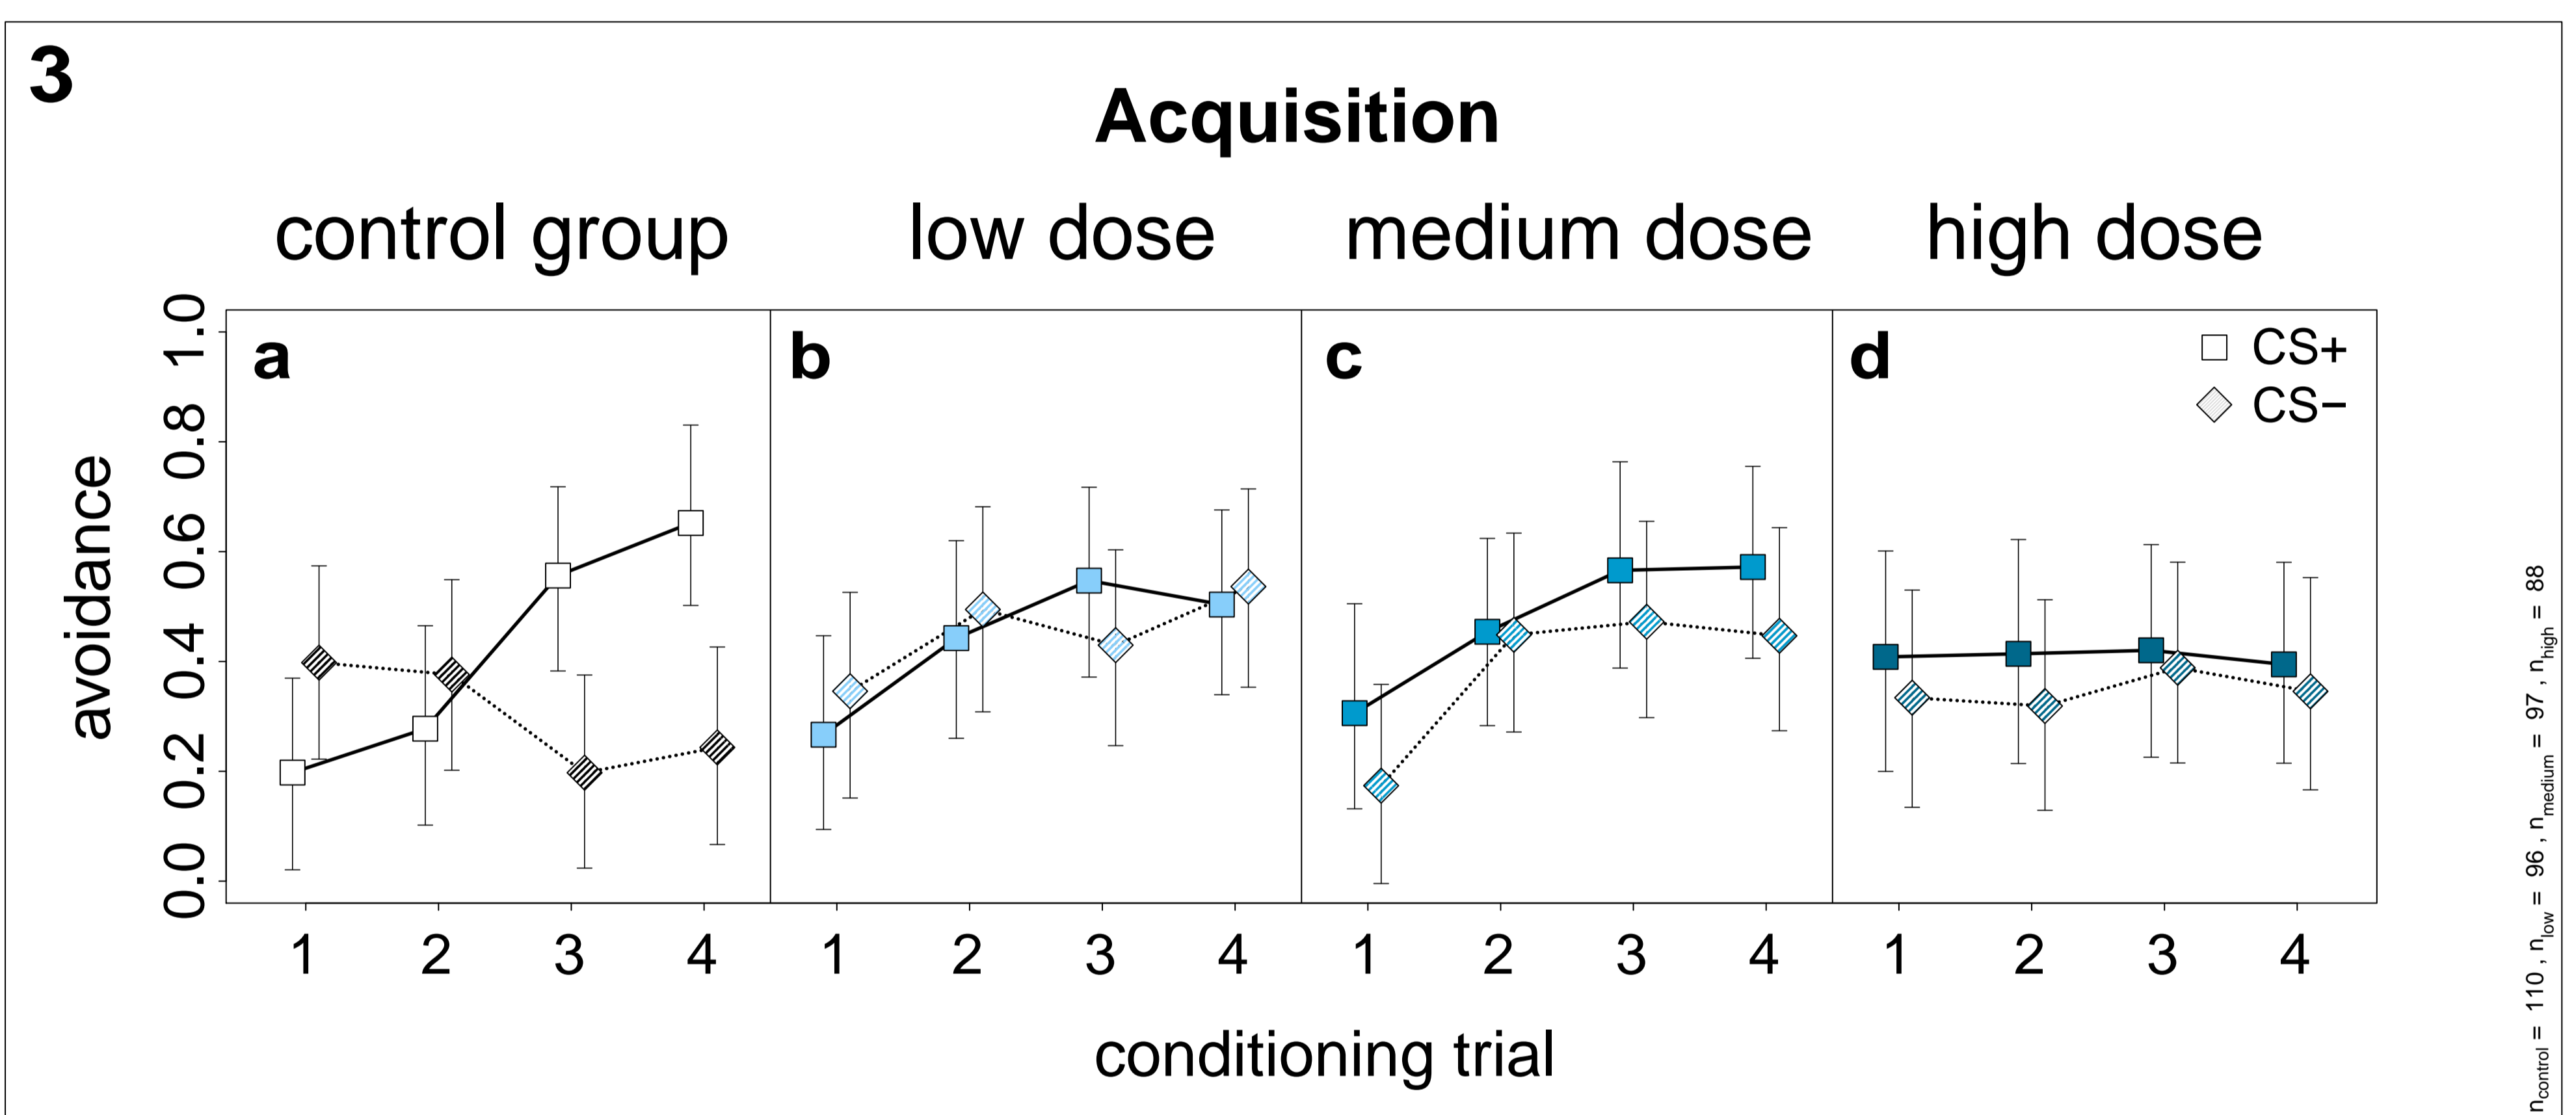 3
Acquisition
control group
low dose
medium dose
high dose
a
b
c
d
CS+
CS−
avoidance
1.0
0.8
0.6
0.4
0.2
0.0
1 2 3 4
1 2 3 4
1 2 3 4
1 2 3 4
conditioning trial
ncontrol = 110 , nlow = 96 , nmedium = 97 , nhigh = 88